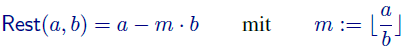 Rest(a, b) = a − m · b mit m := ⌊a/b⌋